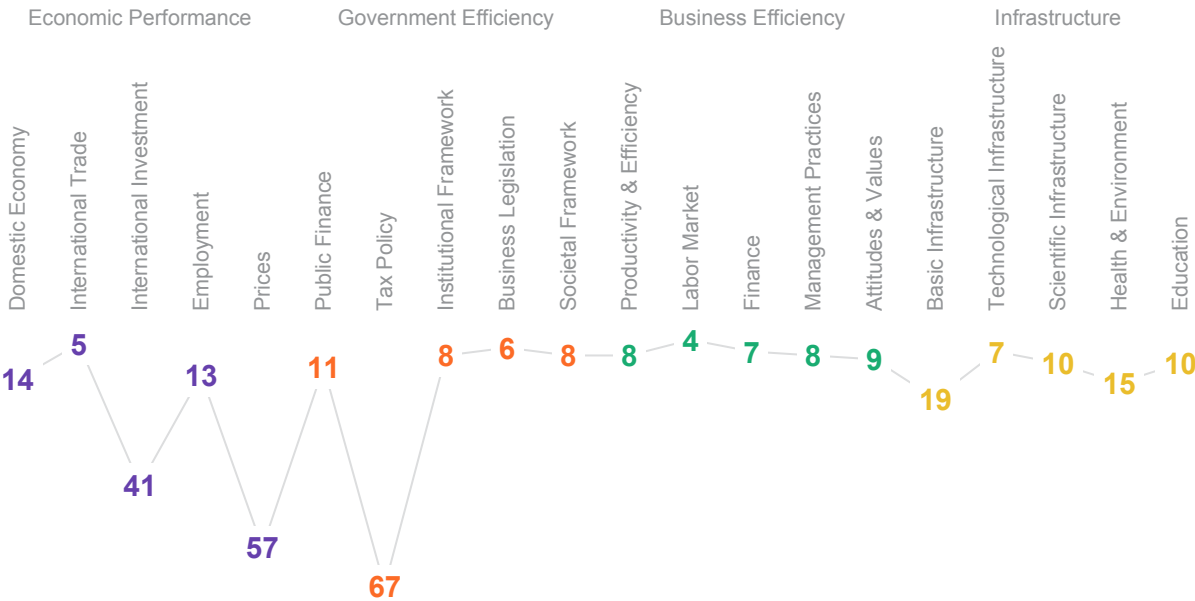 Economic Performance
Government Efficiency
Business Efficiency
Infrastructure
Domestic Economy
International Trade
International Investment
Employment
Prices
Public Finance
Tax Policy
Institutional Framework
Business Legislation
Societal Framework
Productivity & Efficiency
Labor Market
Finance
Management Practices
Attitudes & Values
Basic Infrastructure
Technological Infrastructure
Scientific Infrastructure
Health & Environment
Education
14
5
41
13
57
11
67
8
6
8
8
4
7
8
9
19
7
10
15
10